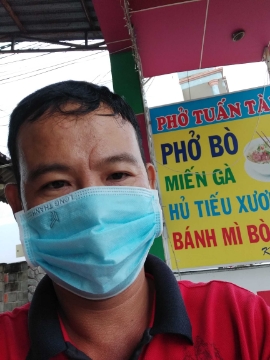 PHỞ TUẤN
PHỞ BÒ
MIẾN GÀ
HỦ TIẾU
BÁNH MÌ BÒ